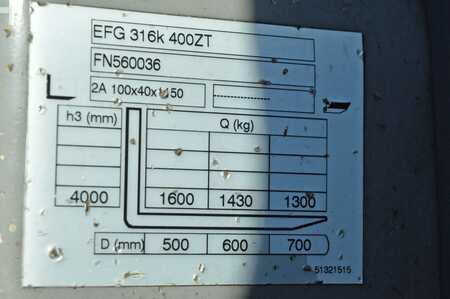 EFG 316k 400ZT
FN560036
2A 100x40x1150
h3 (mm) Q (kg)
4000 1600 1430 1300
D (mm) 500 600 700
51321515